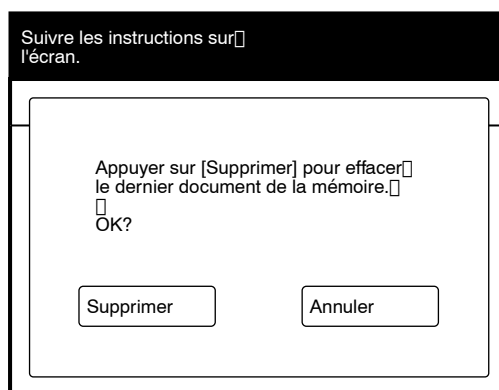 Suivre les instructions sur
l'écran.
Appuyer sur [Supprimer] pour effacer
le dernier document de la mémoire.
OK?
Supprimer
Annuler